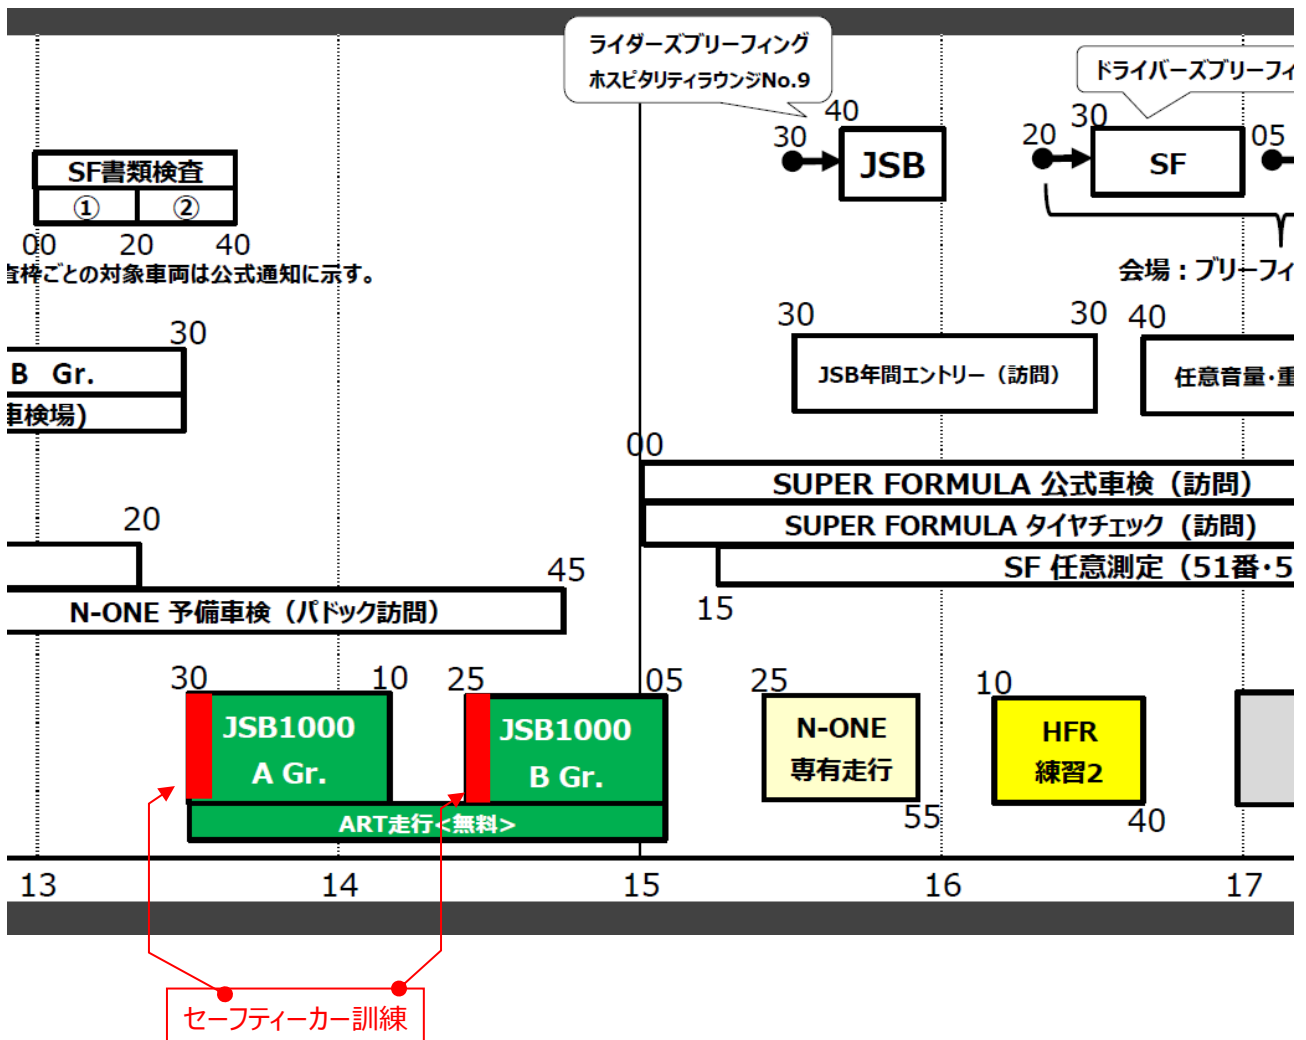 ライダーズブリーフィング
ホスピタリティラウンジNo.9
ドライバーズブリーフィ
40
30
JSB
30
20
SF
05
SF書類検査
① ②
00 20 40
査枠ごとの対象車両は公式通知に示す。
会場：ブリーフィ
30
B Gr.
車検場)
30 30
JSB年間エントリー（訪問）
40
任意音量・重
00
SUPER FORMULA 公式車検（訪問）
SUPER FORMULA タイヤチェック（訪問）
SF 任意測定（51番・5
15
20
45
N-ONE 予備車検（パドック訪問）
30 10
JSB1000
A Gr.
25 05
JSB1000
B Gr.
ART走行<無料>
25
N-ONE
専有走行
55
10
HFR
練習2
40
13 14 15 16 17
セーフティーカー訓練